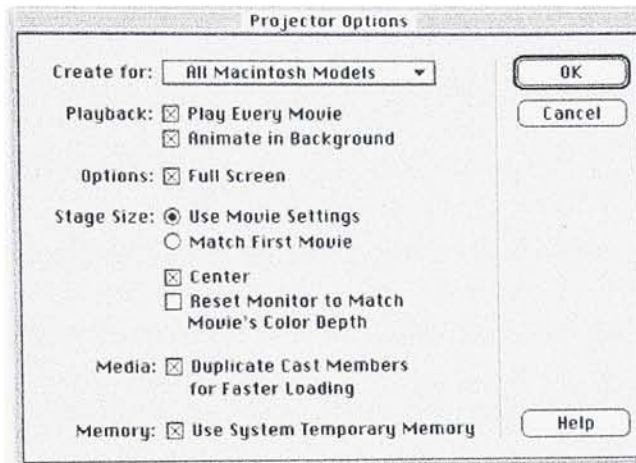 Projector Options
Create for: All Macintosh Models
OK
Playback: Play Every Movie
Cancel
Animate in Background
Options: Full Screen
Stage Size: Use Movie Settings
Match First Movie
Center
Reset Monitor to Match
Movie's Color Depth
Media: Duplicate Cast Members
for Faster Loading
Memory: Use System Temporary Memory
Help